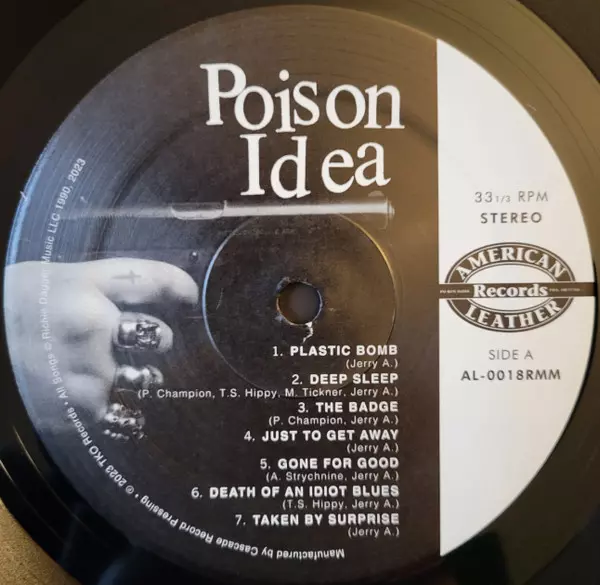 Poison
Idea
33 1/3 RPM
STEREO
AMERICAN
Records
LEATHER
SIDE A
AL-0018RMM
1. PLASTIC BOMB
(Jerry A.)
2. DEEP SLEEP
(P. Champion, T.S. Hippy, M. Tickner, Jerry A.)
3. THE BADGE
(P. Champion, Jerry A.)
4. JUST TO GET AWAY
(Jerry A.)
5. GONE FOR GOOD
(A. Strychnine, Jerry A.)
6. DEATH OF AN IDIOT BLUES
(T.S. Hippy, Jerry A.)
7. TAKEN BY SURPRISE
(Jerry A.)
Manufactured by Cascade Record Pressing • ℗ 2023 TKO Records • All Songs © Richie Music LLC 1990, 2023